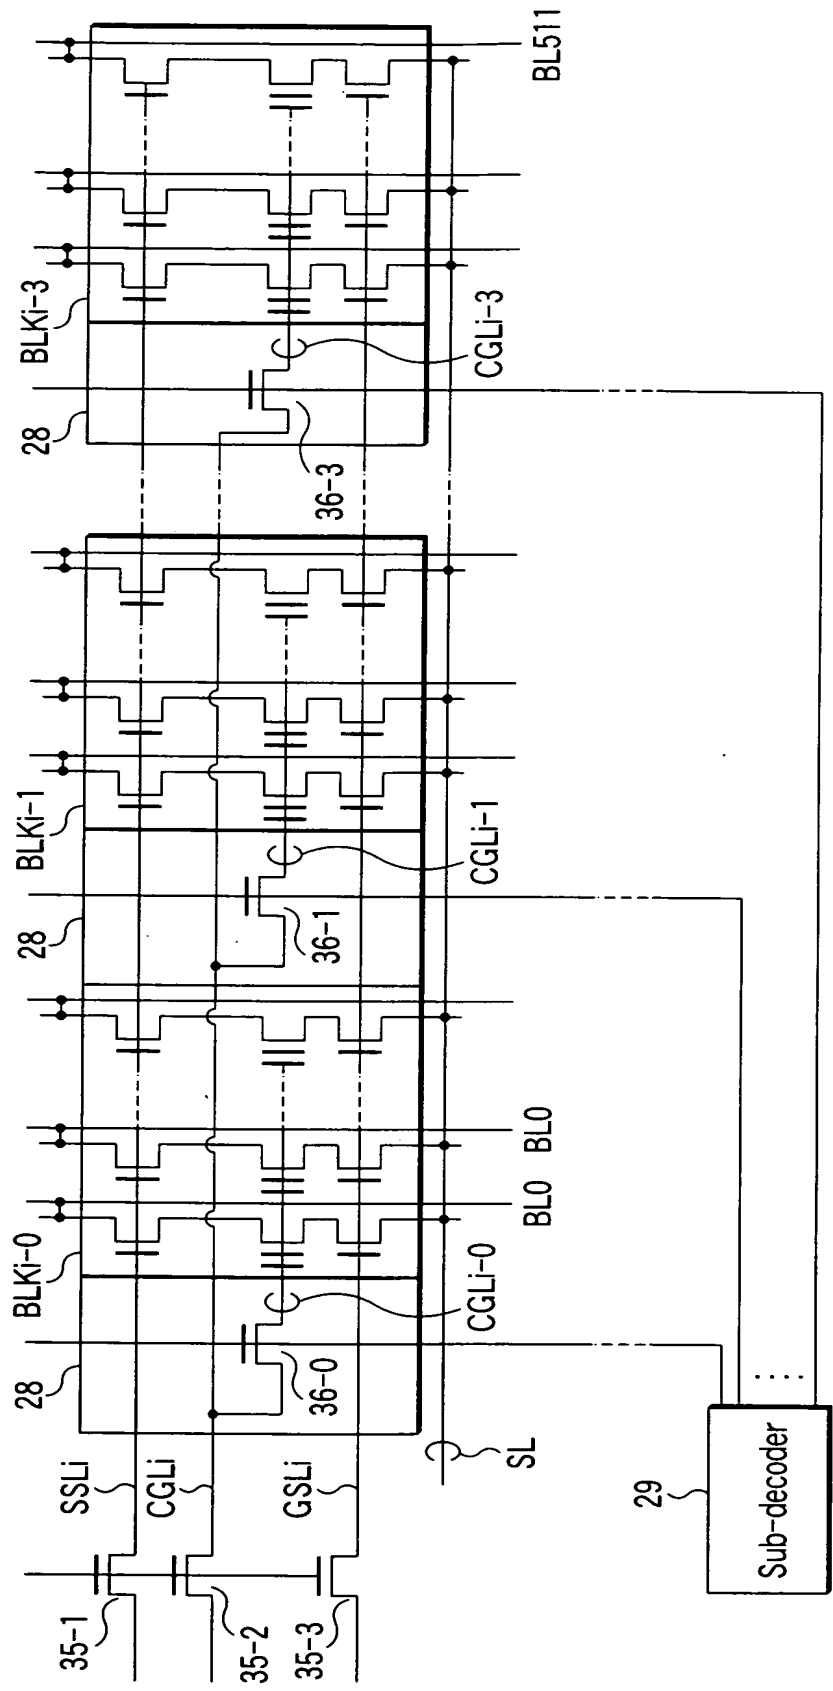 35-1
35-2
35-3
SSLi
CGLi
GSLi
SL
28
BLKi-0
36-0
CGLi-0
BL0
BL0
28
BLKi-1
36-1
CGLi-1
28
BLKi-3
36-3
CGLi-3
BL511
29
Sub-decoder